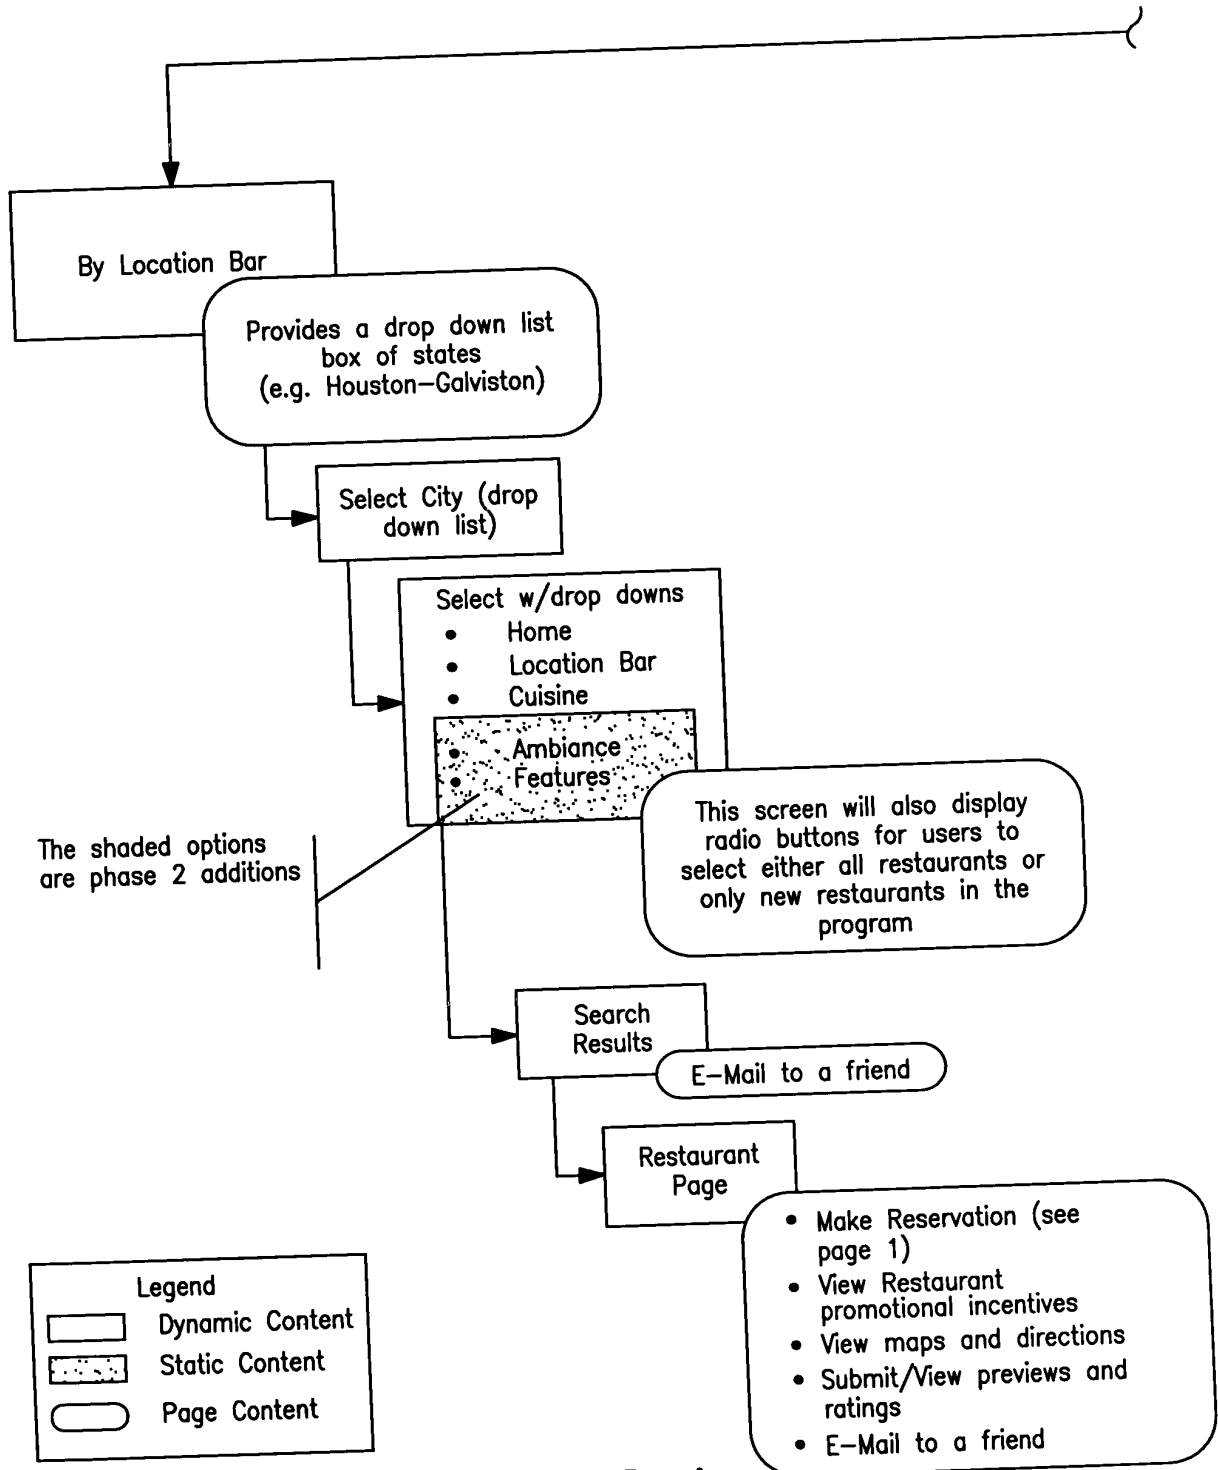 By Location Bar
Provides a drop down list
box of states
(e.g. Houston-Galviston)
Select City (drop
down list)
Select w/drop downs
• Home
• Location Bar
• Cuisine
• Ambiance
• Features
The shaded options
are phase 2 additions
This screen will also display
radio buttons for users to
select either all restaurants or
only new restaurants in the
program
Search
Results
E-Mail to a friend
Restaurant
Page
• Make Reservation (see
page 1)
• View Restaurant
promotional incentives
• View maps and directions
• Submit/View previews and
ratings
• E-Mail to a friend
Legend
Dynamic Content
Static Content
Page Content